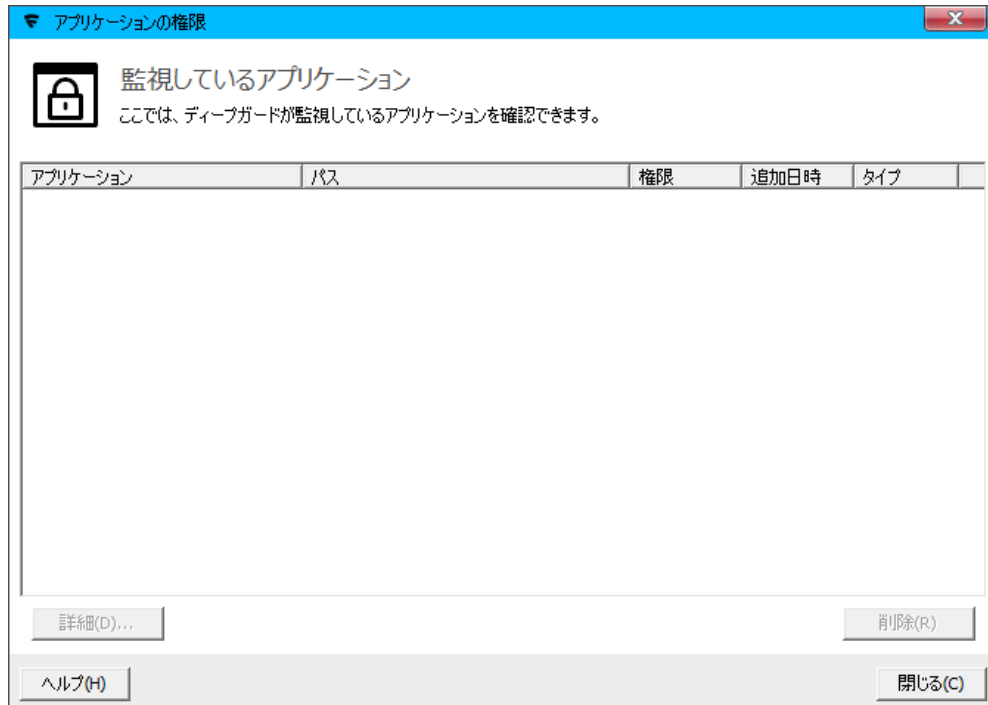 アプリケーションの権限
監視しているアプリケーション
ここでは、ディープガードが監視しているアプリケーションを確認できます。
アプリケーション パス 権限 追加日時 タイプ
詳細(D)... 削除(R)
ヘルプ(H) 閉じる(C)